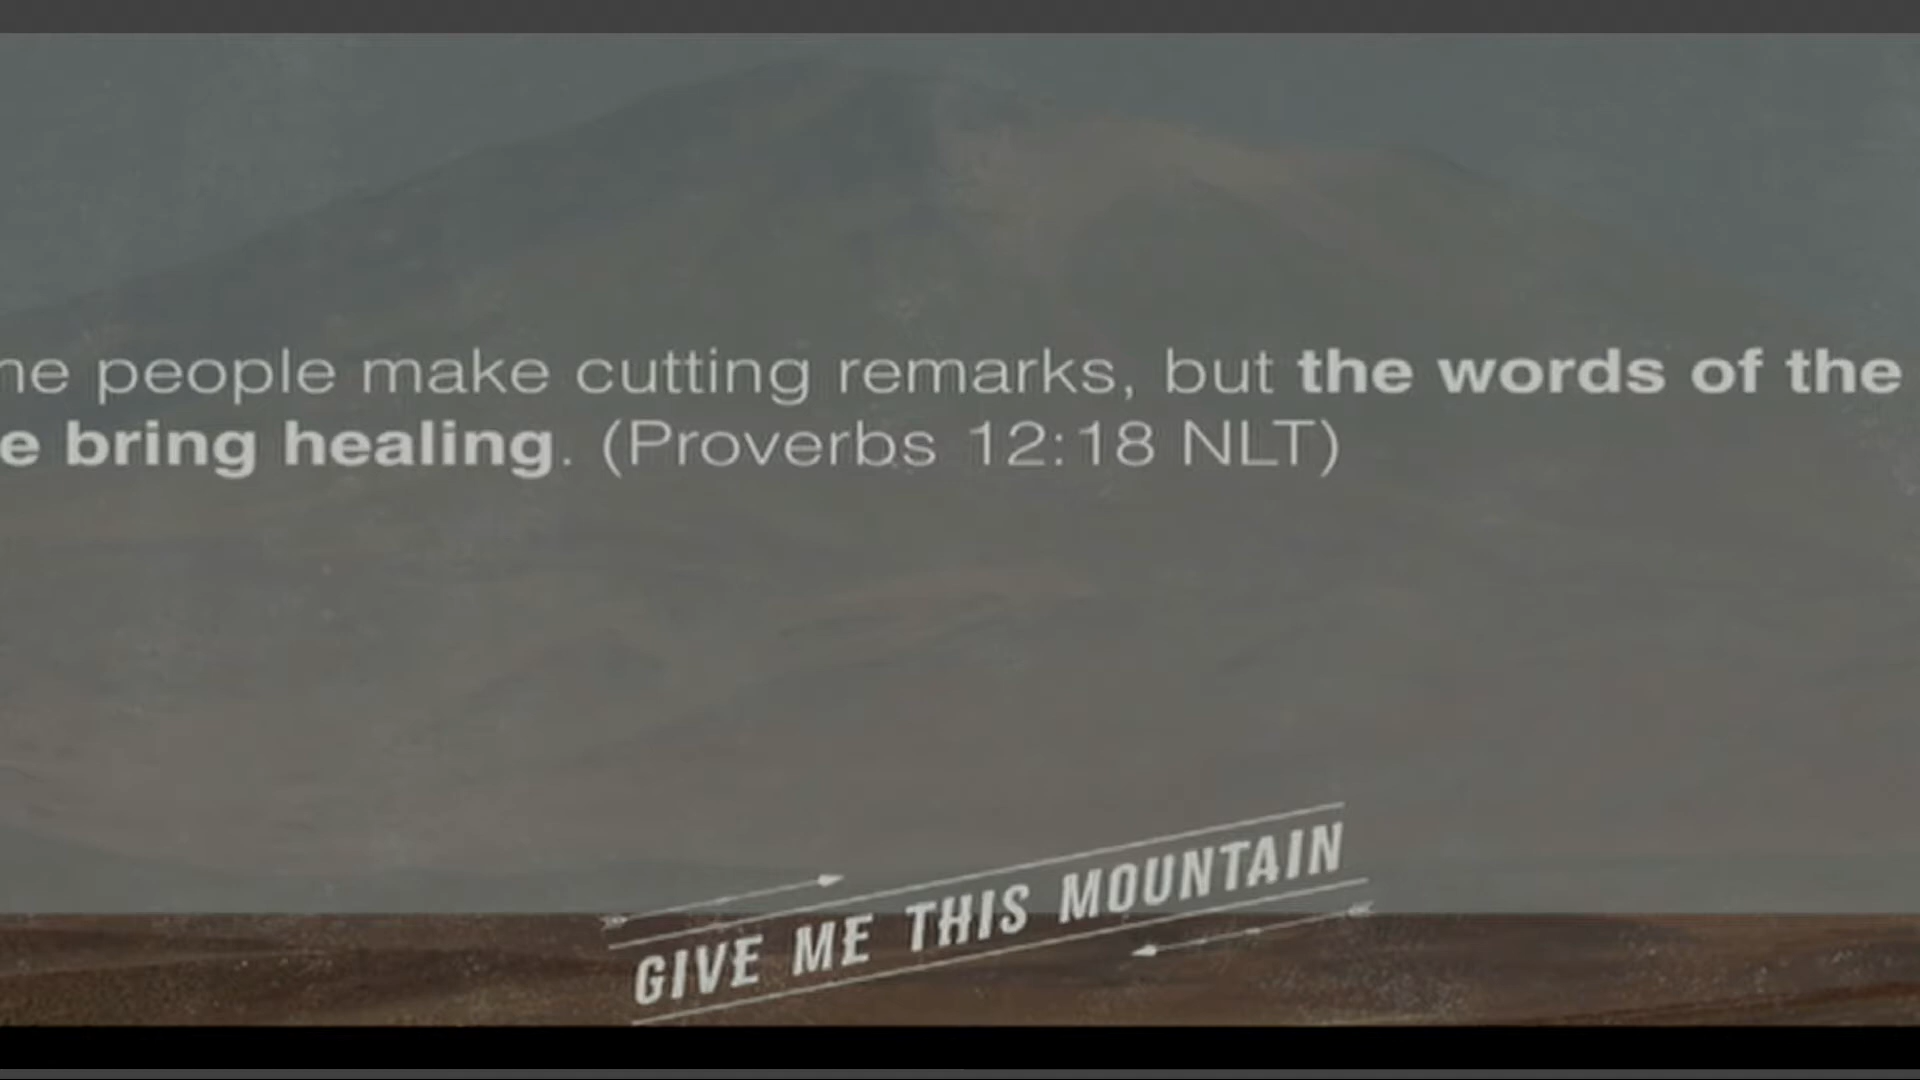 people make cutting remarks, but the words of the
bring healing. (Proverbs 12:18 NLT)
GIVE ME THIS MOUNTAIN